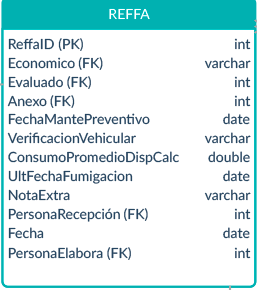 REFFA
ReffaID (PK) int
Economico (FK) varchar
Evaluado (FK) int
Anexo (FK) int
FechaMantePreventivo date
VerificacionVehicular varchar
ConsumoPromedioDispCalc double
UltFechaFumigacion date
NotaExtra varchar
PersonaRecepción (FK) int
Fecha date
PersonaElabora (FK) int